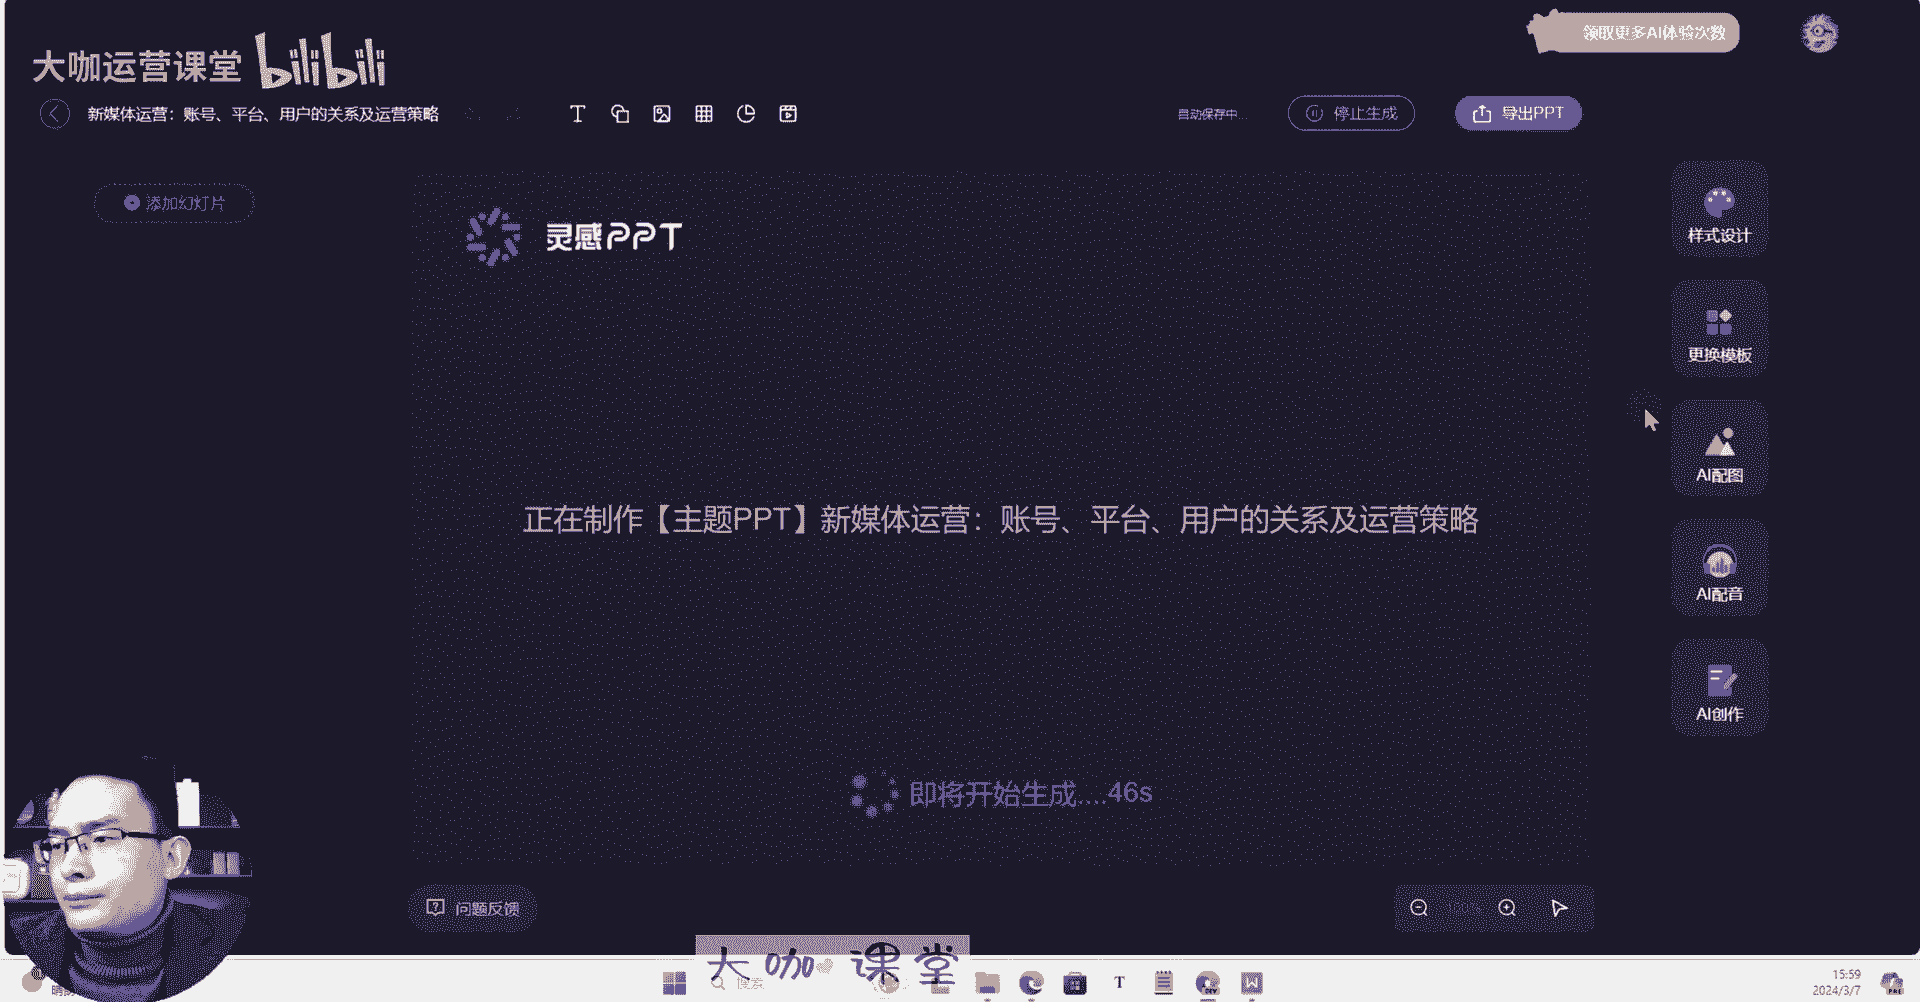 领取更多AI体验次数
大咖运营课堂 bilibili
新媒体运营：账号、平台、用户的关系及运营策略
自动保存中...
停止生成
导出PPT
添加幻灯片
灵感PPT
样式设计
更换模板
正在制作【主题PPT】新媒体运营：账号、平台、用户的关系及运营策略
AI配图
AI配音
AI创作
即将开始生成....46s
问题反馈
大咖课堂
搜索
15:59
2024/3/7